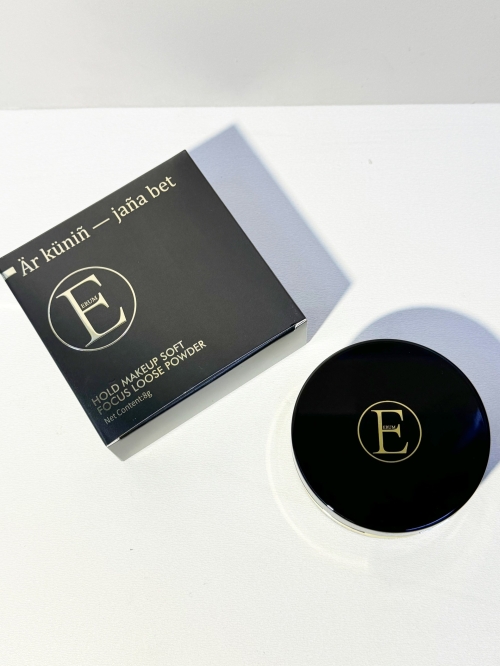 Är küniñ — jaña bet
E
ERUM
HOLD MAKEUP SOFT
FOCUS LOOSE POWDER
Net Content:8g
E
ERUM